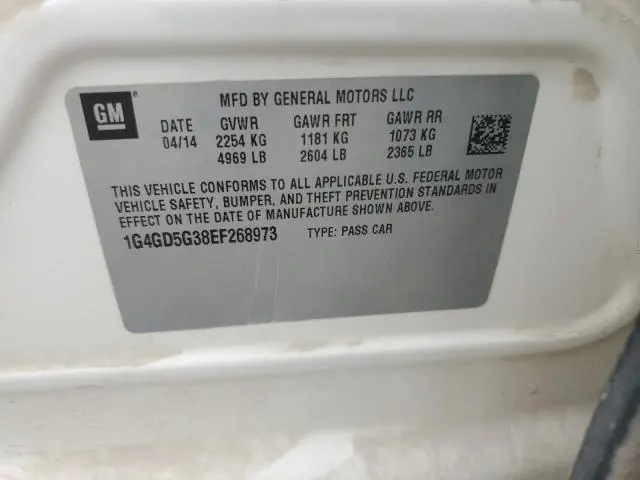 GM
MFD BY GENERAL MOTORS LLC
DATE GVWR GAWR FRT GAWR RR
04/14 2254 KG 1181 KG 1073 KG
4969 LB 2604 LB 2365 LB
THIS VEHICLE CONFORMS TO ALL APPLICABLE U.S. FEDERAL MOTOR
VEHICLE SAFETY, BUMPER, AND THEFT PREVENTION STANDARDS IN
EFFECT ON THE DATE OF MANUFACTURE SHOWN ABOVE.
1G4GD5G38EF268973 TYPE: PASS CAR